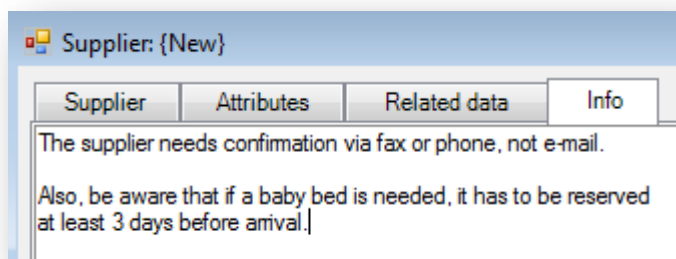 Supplier: {New}
Supplier Attributes Related data Info
The supplier needs confirmation via fax or phone, not e-mail.
Also, be aware that if a baby bed is needed, it has to be reserved
at least 3 days before arrival.